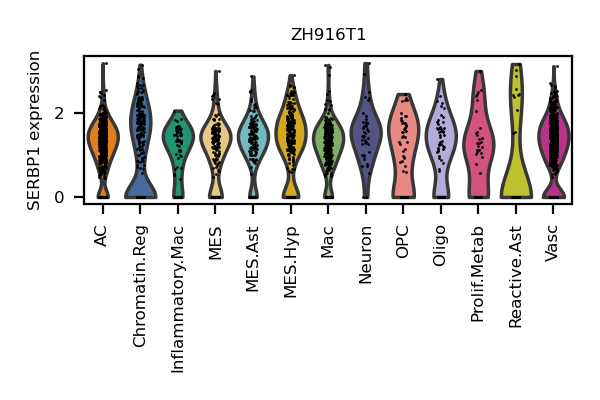 ZH916T1
SERBP1 expression
2
0
AC
Chromatin.Reg
Inflammatory.Mac
MES
MES.Ast
MES.Hyp
Mac
Neuron
OPC
Oligo
Prolif.Metab
Reactive.Ast
Vasc